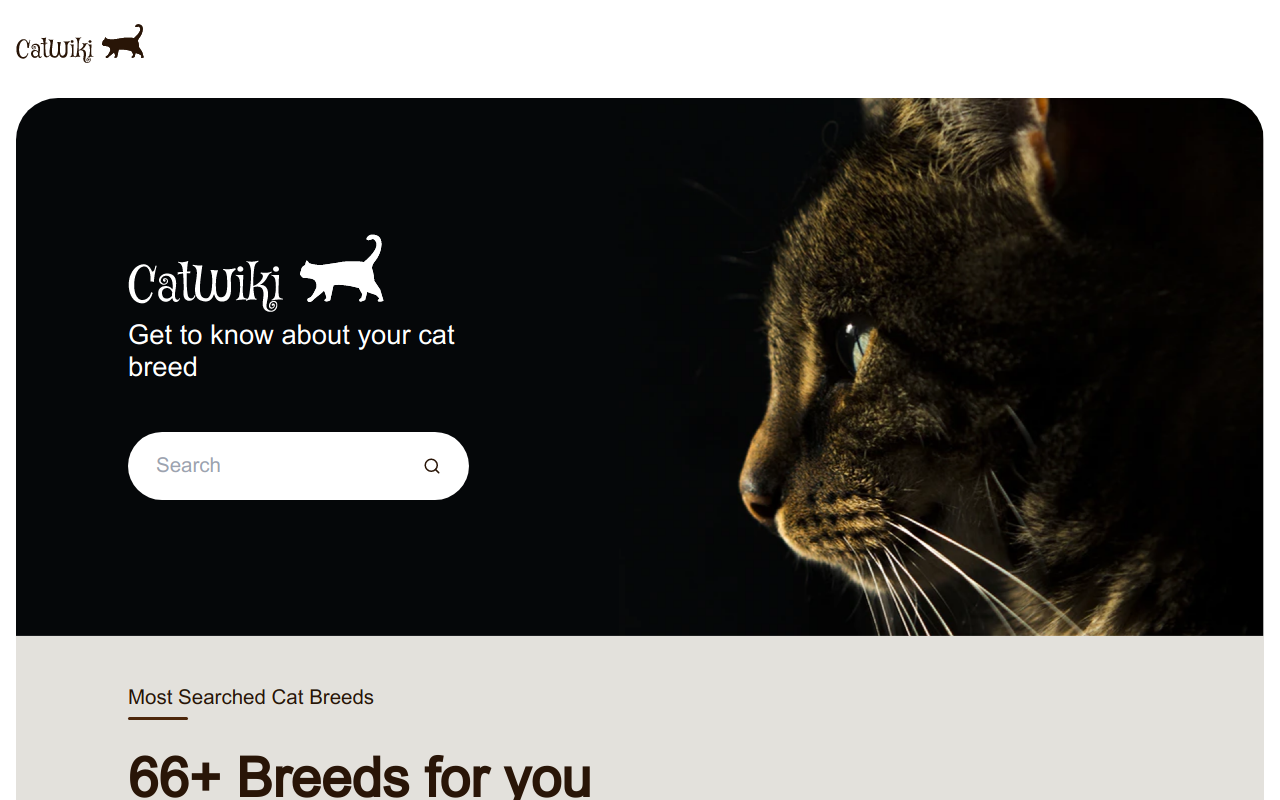 CatWiki
CatWiki
Get to know about your cat
breed
Search
Most Searched Cat Breeds
66+ Breeds for you